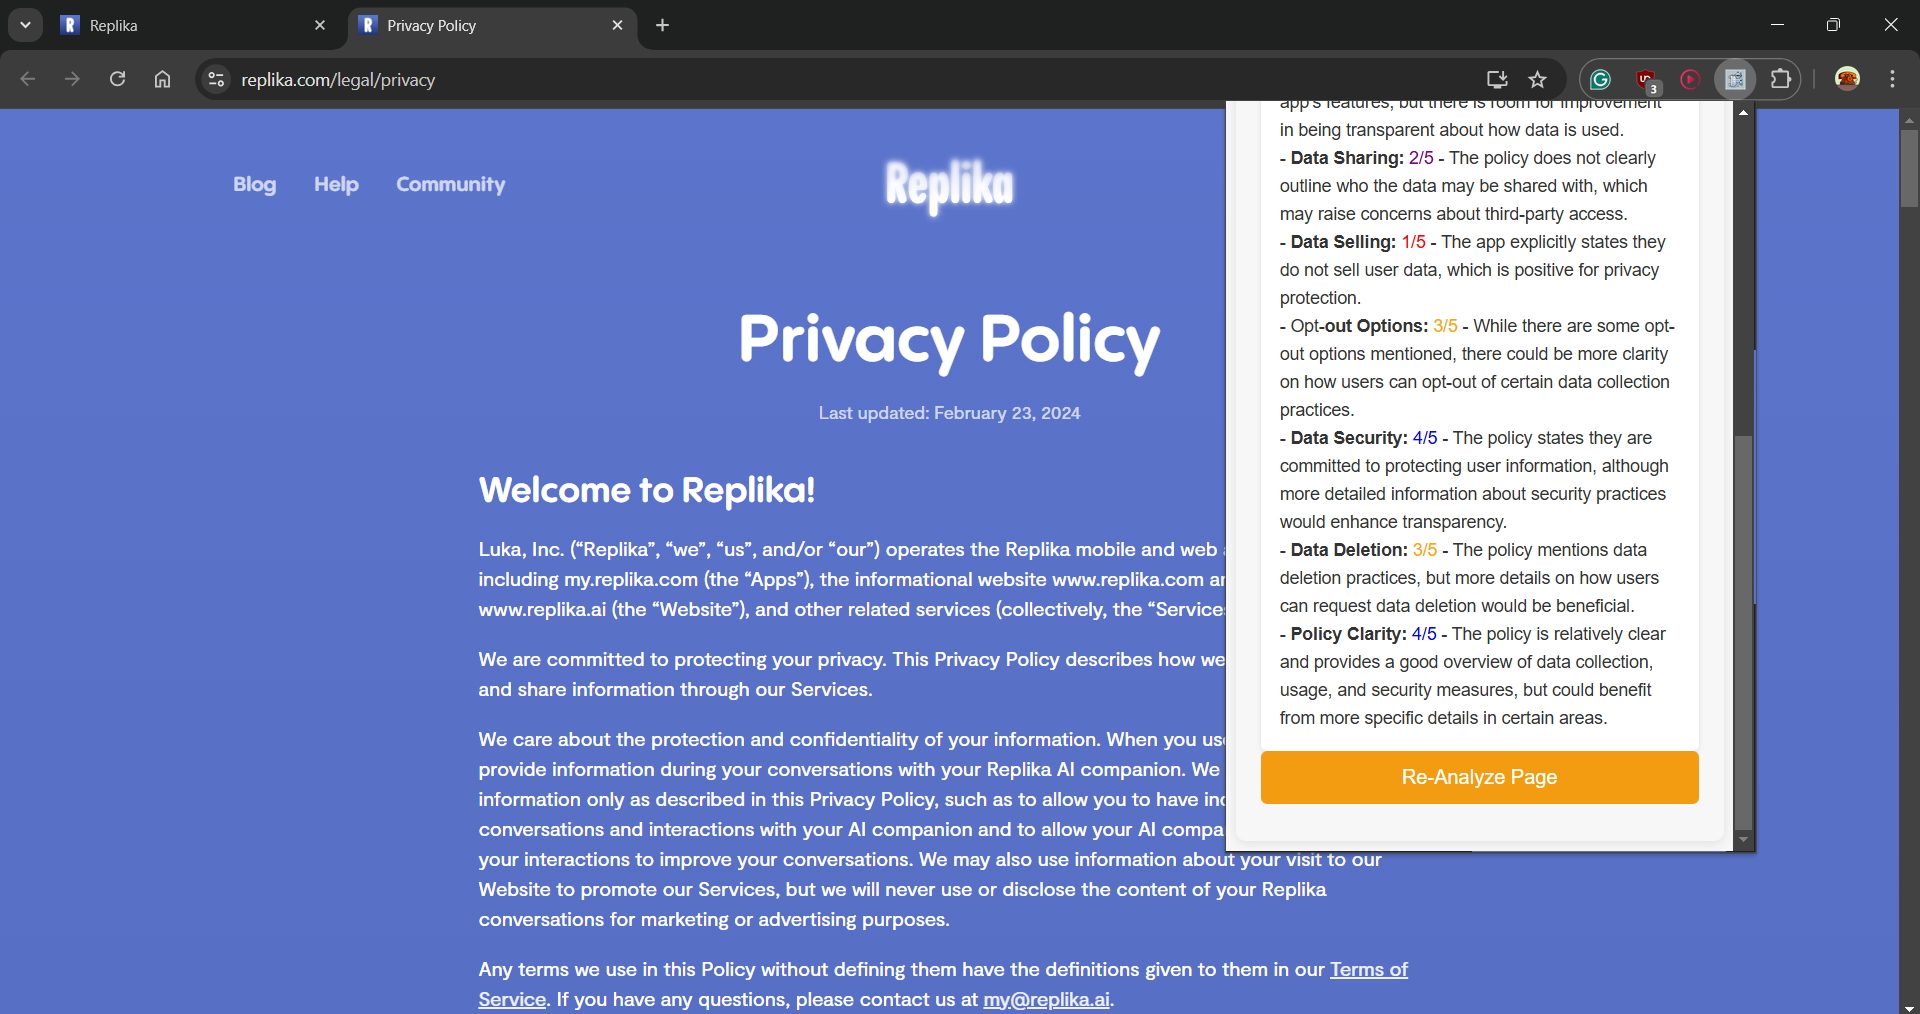 Replika
Privacy Policy
replika.com/legal/privacy
3
Blog
Help
Community
Replika
Privacy Policy
Last updated: February 23, 2024
Welcome to Replika!
Luka, Inc. (“Replika”, “we”, “us”, and/or “our”) operates the Replika mobile and web
including my.replika.com (the “Apps”), the informational website www.replika.com
www.replika.ai (the “Website”), and other related services (collectively, the “Services
We are committed to protecting your privacy. This Privacy Policy describes how we
and share information through our Services.
We care about the protection and confidentiality of your information. When you
provide information during your conversations with your Replika AI companion. We
information only as described in this Privacy Policy, such as to allow you to have
conversations and interactions with your AI companion and to allow your AI
your interactions to improve your conversations. We may also use information about your visit to our
Website to promote our Services, but we will never use or disclose the content of your Replika
conversations for marketing or advertising purposes.
Any terms we use in this Policy without defining them have the definitions given to them in our Terms of
Service. If you have any questions, please contact us at my@replika.ai.
app's features, but there is room for improvement
in being transparent about how data is used.
- Data Sharing: 2/5 - The policy does not clearly
outline who the data may be shared with, which
may raise concerns about third-party access.
- Data Selling: 1/5 - The app explicitly states they
do not sell user data, which is positive for privacy
protection.
- Opt-out Options: 3/5 - While there are some opt-
out options mentioned, there could be more clarity
on how users can opt-out of certain data collection
practices.
- Data Security: 4/5 - The policy states they are
committed to protecting user information, although
more detailed information about security practices
would enhance transparency.
- Data Deletion: 3/5 - The policy mentions data
deletion practices, but more details on how users
can request data deletion would be beneficial.
- Policy Clarity: 4/5 - The policy is relatively clear
and provides a good overview of data collection,
usage, and security measures, but could benefit
from more specific details in certain areas.
Re-Analyze Page